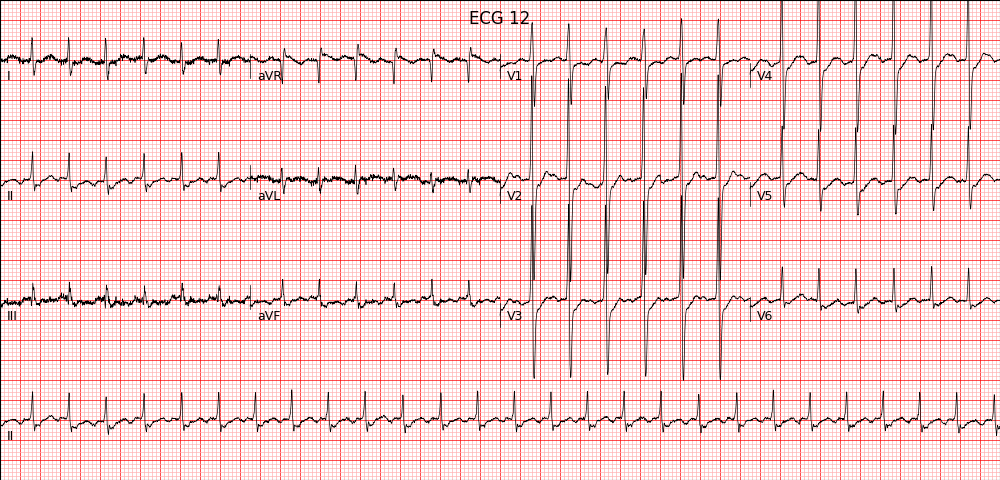 ECG 12
I aVR V1 V4
II aVL V2 V5
III aVF V3 V6
II